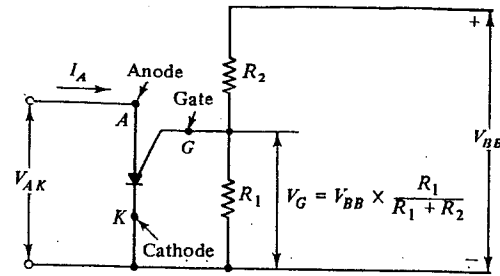 I_A
Anode
A
Gate
G
R_2
+
V_BB
V_AK
K
Cathode
R_1
V_G = V_BB × R_1 / (R_1 + R_2)
−